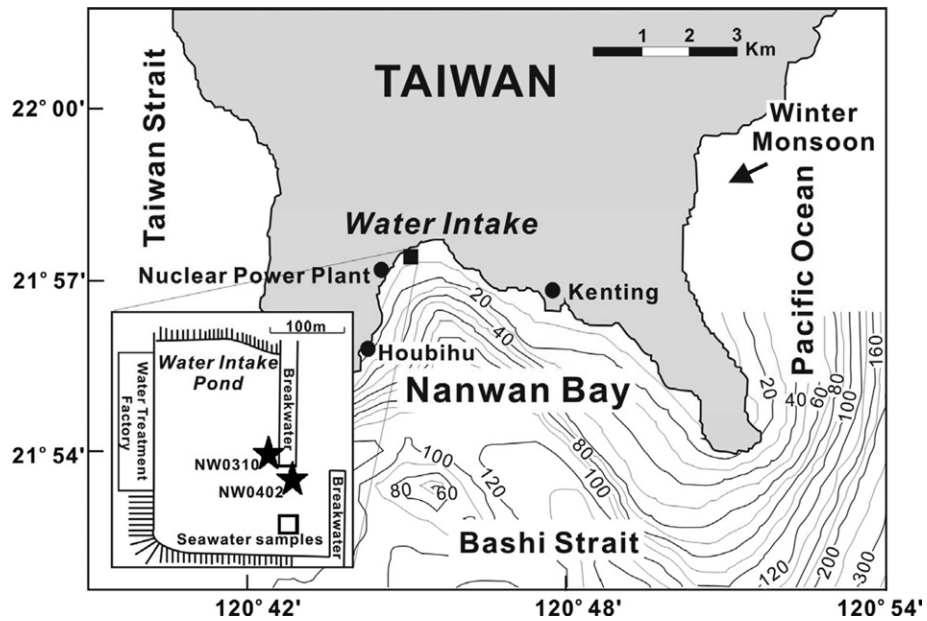 1 2 3
Km
TAIWAN
Taiwan Strait
22° 00'
Winter
Monsoon
Pacific Ocean
Water Intake
Nuclear Power Plant
21° 57'
Kenting
20
40
Houbihu
Nanwan Bay
160
20
40
60
80
100
100m
Water Intake
Pond
Water Treatment
Factory
Breakwater
NW0310
NW0402
Breakwater
Seawater samples
21° 54'
100
120
80
60
80
100
Bashi Strait
120
200
300
120° 42'
120° 48'
120° 54'